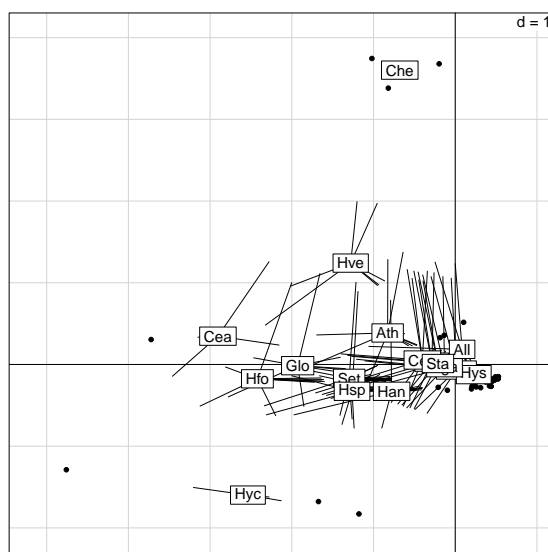 d = 1
Che
Hve
Ath
Cea
All
Sta
Glo
Hys
Hfo
Set
Hsp
Han
Hyc